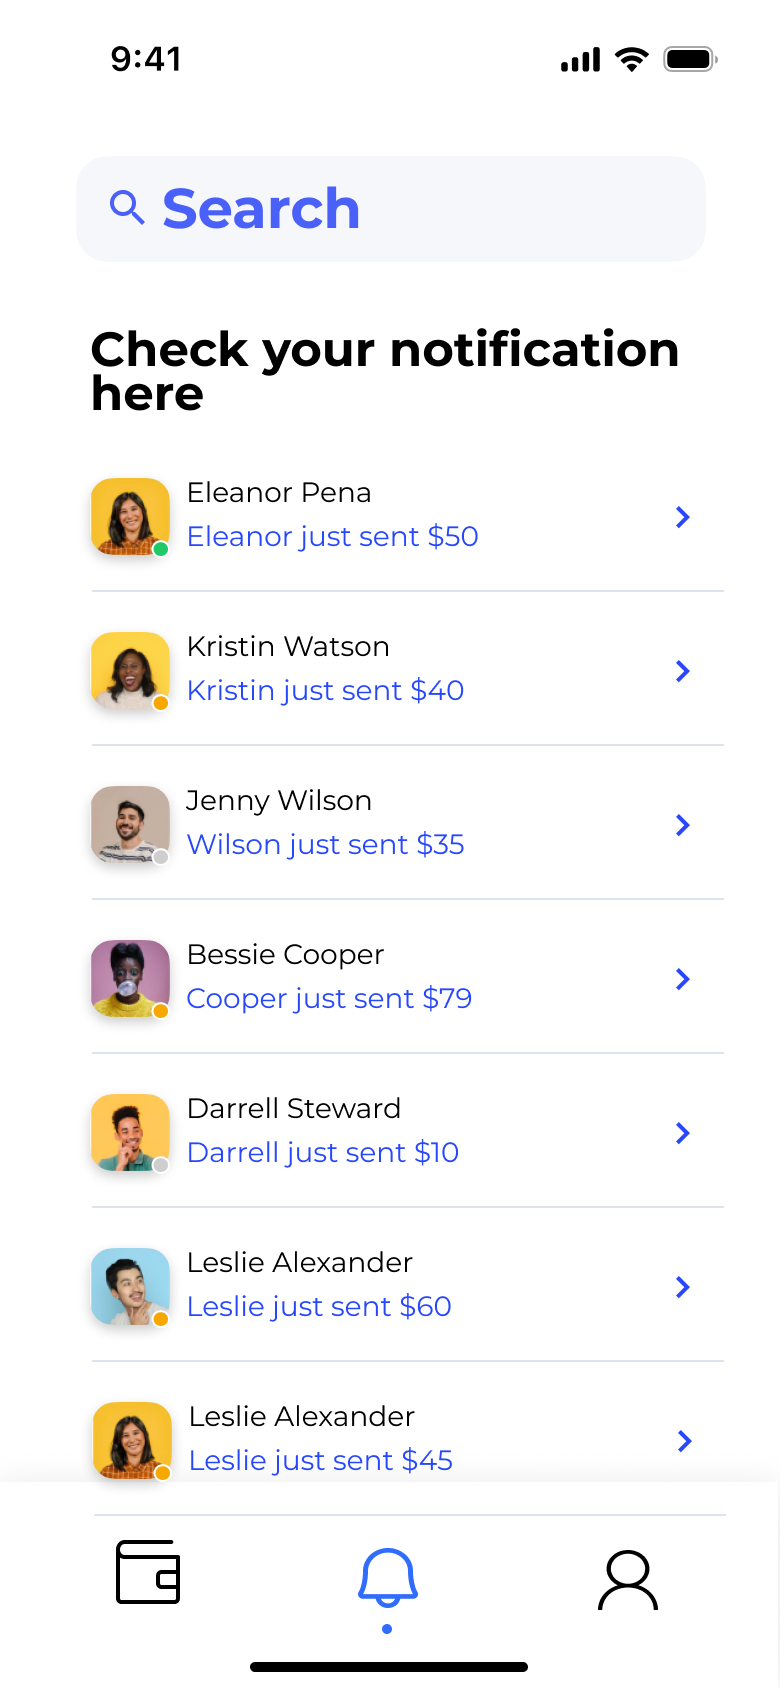 9:41
Search
Check your notification
here
Eleanor Pena
Eleanor just sent $50
Kristin Watson
Kristin just sent $40
Jenny Wilson
Wilson just sent $35
Bessie Cooper
Cooper just sent $79
Darrell Steward
Darrell just sent $10
Leslie Alexander
Leslie just sent $60
Leslie Alexander
Leslie just sent $45